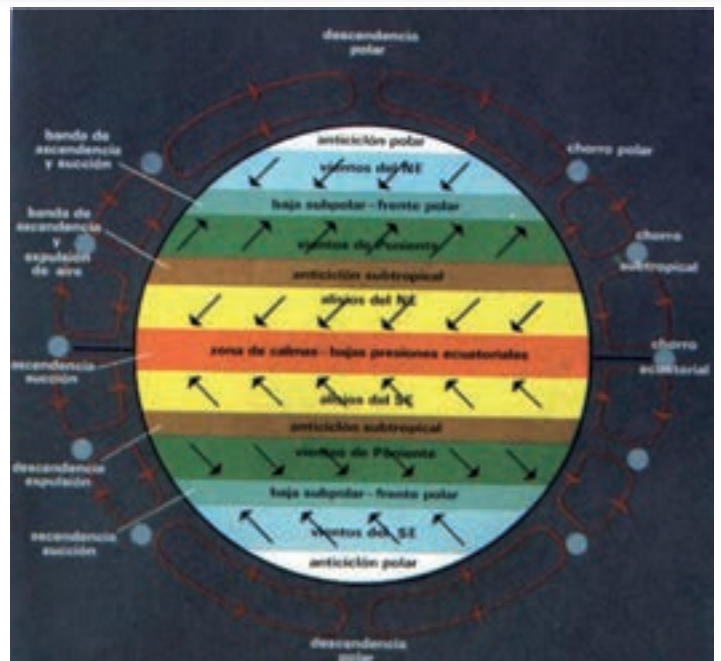 descendencia
polar
banda de
ascendencia
y succión
banda de
ascendencia
y
expulsión
de aire
ascendencia
succión
descendencia
expulsión
ascendencia
succión
anticiclón polar
vientos del NE
baja subpolar - frente polar
vientos de Poniente
anticiclón subtropical
alisios del NE
zona de calmas - bajas presiones ecuatoriales
alisios del SE
anticiclón subtropical
vientos de Poniente
baja subpolar - frente polar
vientos del SE
anticiclón polar
chorro polar
chorro
subtropical
chorro
ecuatorial
descendencia
polar